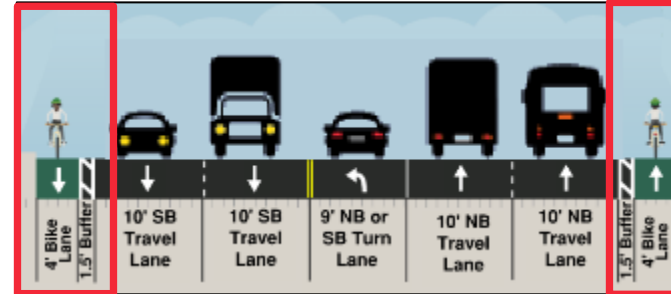 4' Bike
Lane
1.5' Buffer
10' SB
Travel
Lane
10' SB
Travel
Lane
9' NB or
SB Turn
Lane
10' NB
Travel
Lane
10' NB
Travel
Lane
1.5' Buffer
4' Bike
Lane